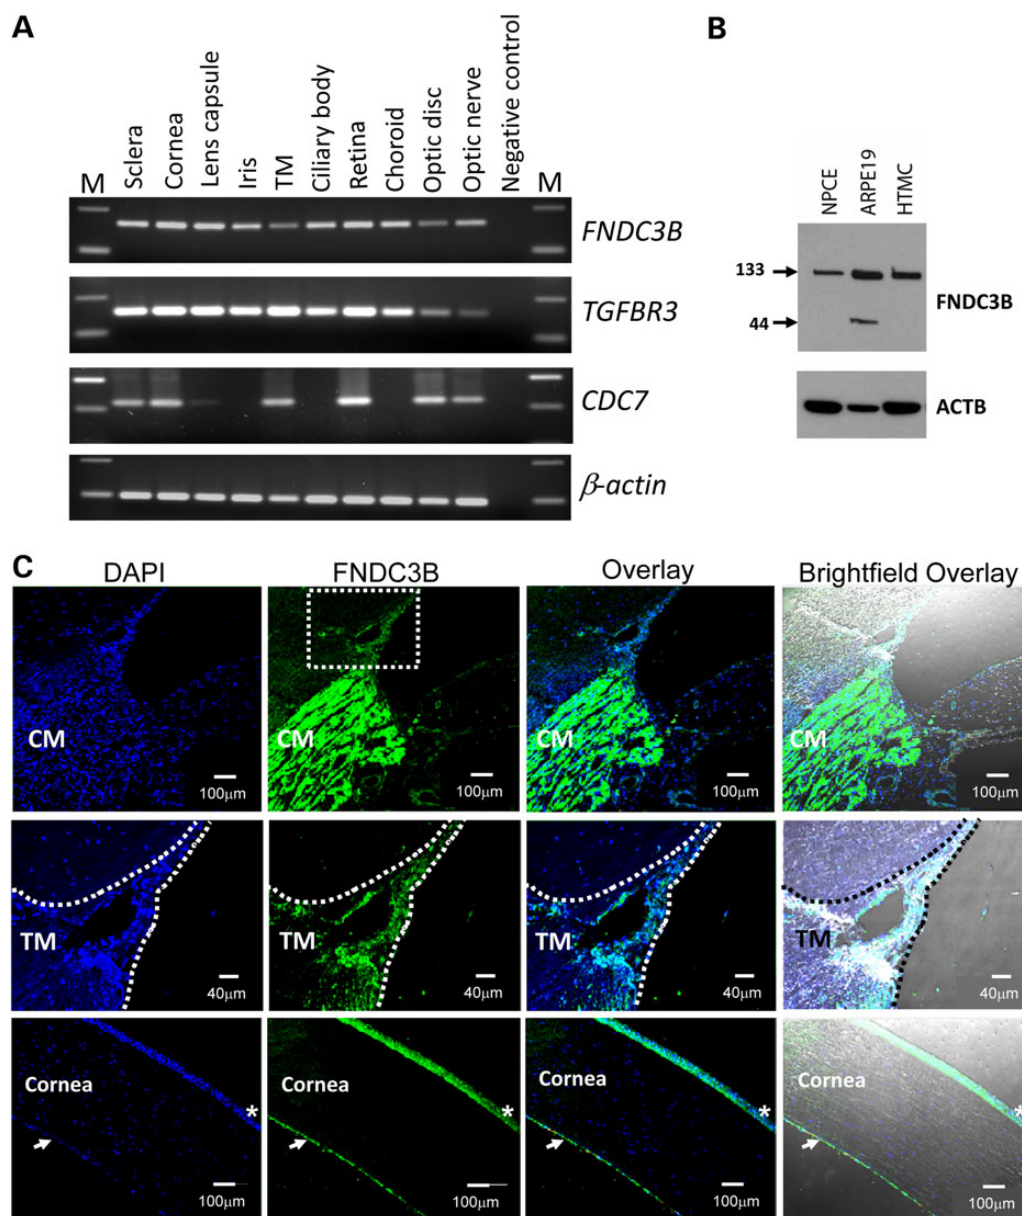 A
M
Sclera
Cornea
Lens capsule
Iris
TM
Ciliary body
Retina
Choroid
Optic disc
Optic nerve
Negative control
M
FNDC3B
TGFBR3
CDC7
β-actin
B
NPCE
ARPE19
HTMC
133
44
FNDC3B
ACTB
C
DAPI
FNDC3B
Overlay
Brightfield Overlay
CM
100μm
CM
100μm
CM
100μm
CM
100μm
TM
40μm
TM
40μm
TM
40μm
TM
40μm
Cornea
*
100μm
Cornea
*
100μm
Cornea
*
100μm
Cornea
*
100μm